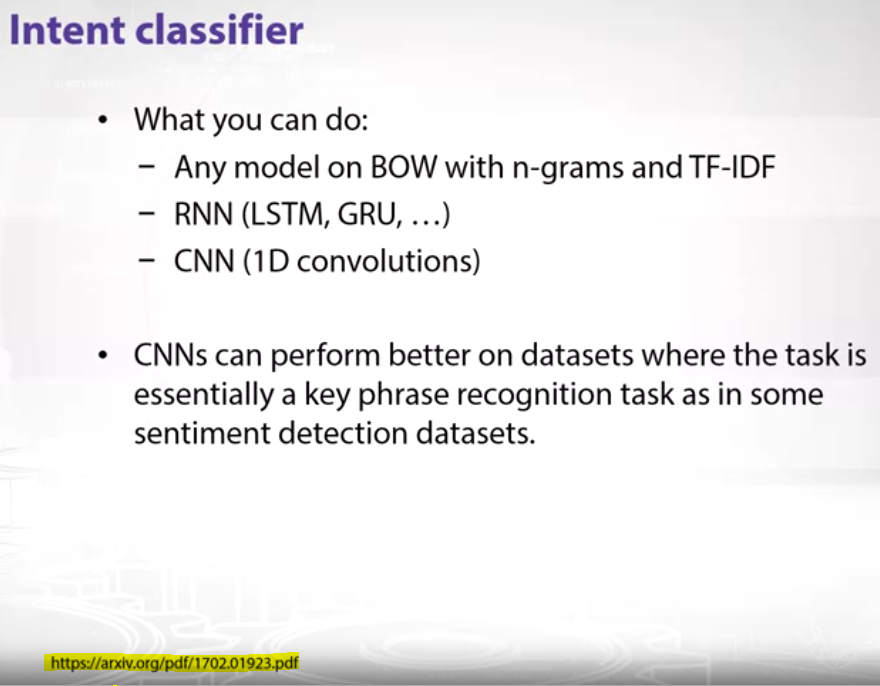 Intent classifier
• What you can do:
– Any model on BOW with n-grams and TF-IDF
– RNN (LSTM, GRU, …)
– CNN (1D convolutions)
• CNNs can perform better on datasets where the task is
essentially a key phrase recognition task as in some
sentiment detection datasets.
https://arxiv.org/pdf/1702.01923.pdf